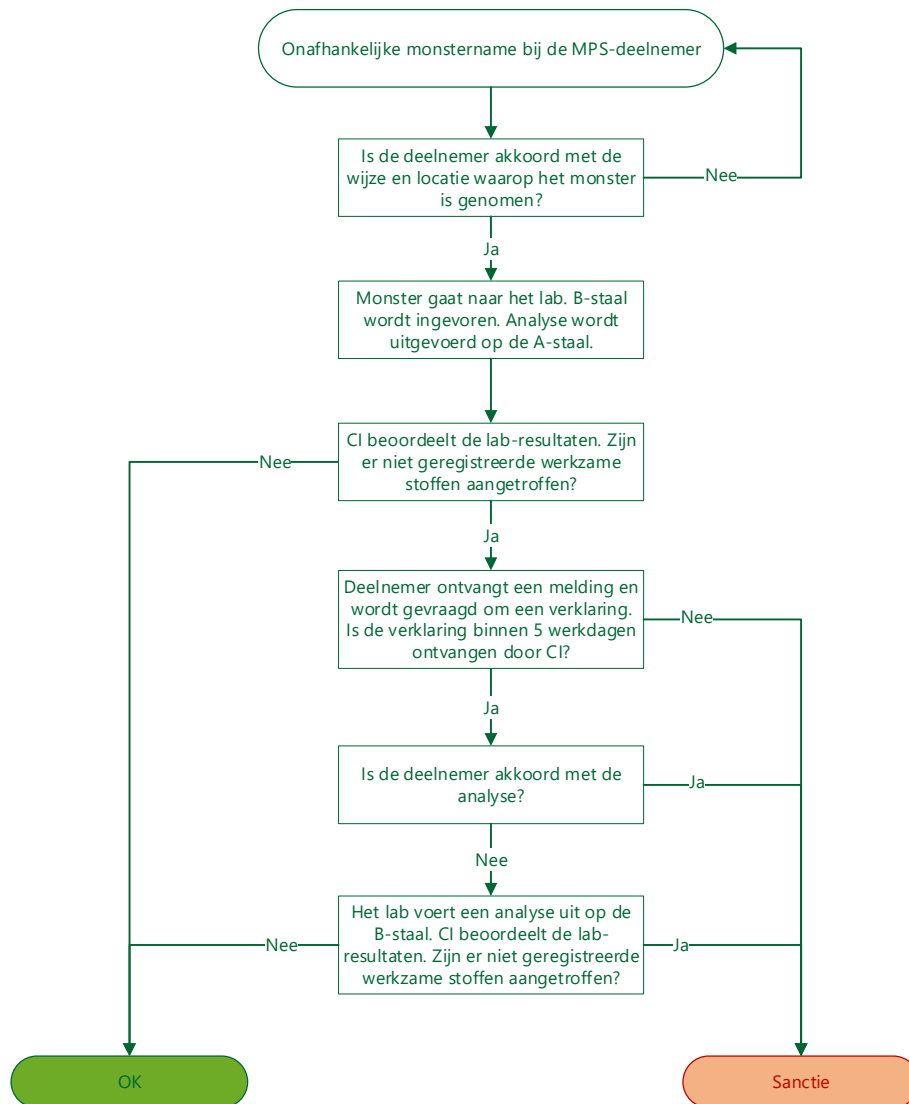 Onafhankelijke monstername bij de MPS-deelnemer
Is de deelnemer akkoord met de
wijze en locatie waarop het monster
is genomen?
Nee
Ja
Monster gaat naar het lab. B-staal
wordt ingevoren. Analyse wordt
uitgevoerd op de A-staal.
CI beoordeelt de lab-resultaten. Zijn
er niet geregistreerde werkzame
stoffen aangetroffen?
Nee
Ja
Deelnemer ontvangt een melding en
wordt gevraagd om een verklaring.
Is de verklaring binnen 5 werkdagen
ontvangen door CI?
Nee
Ja
Is de deelnemer akkoord met de
analyse?
Ja
Nee
Het lab voert een analyse uit op de
B-staal. CI beoordeelt de lab-
resultaten. Zijn er niet geregistreerde
werkzame stoffen aangetroffen?
Nee
Ja
OK
Sanctie